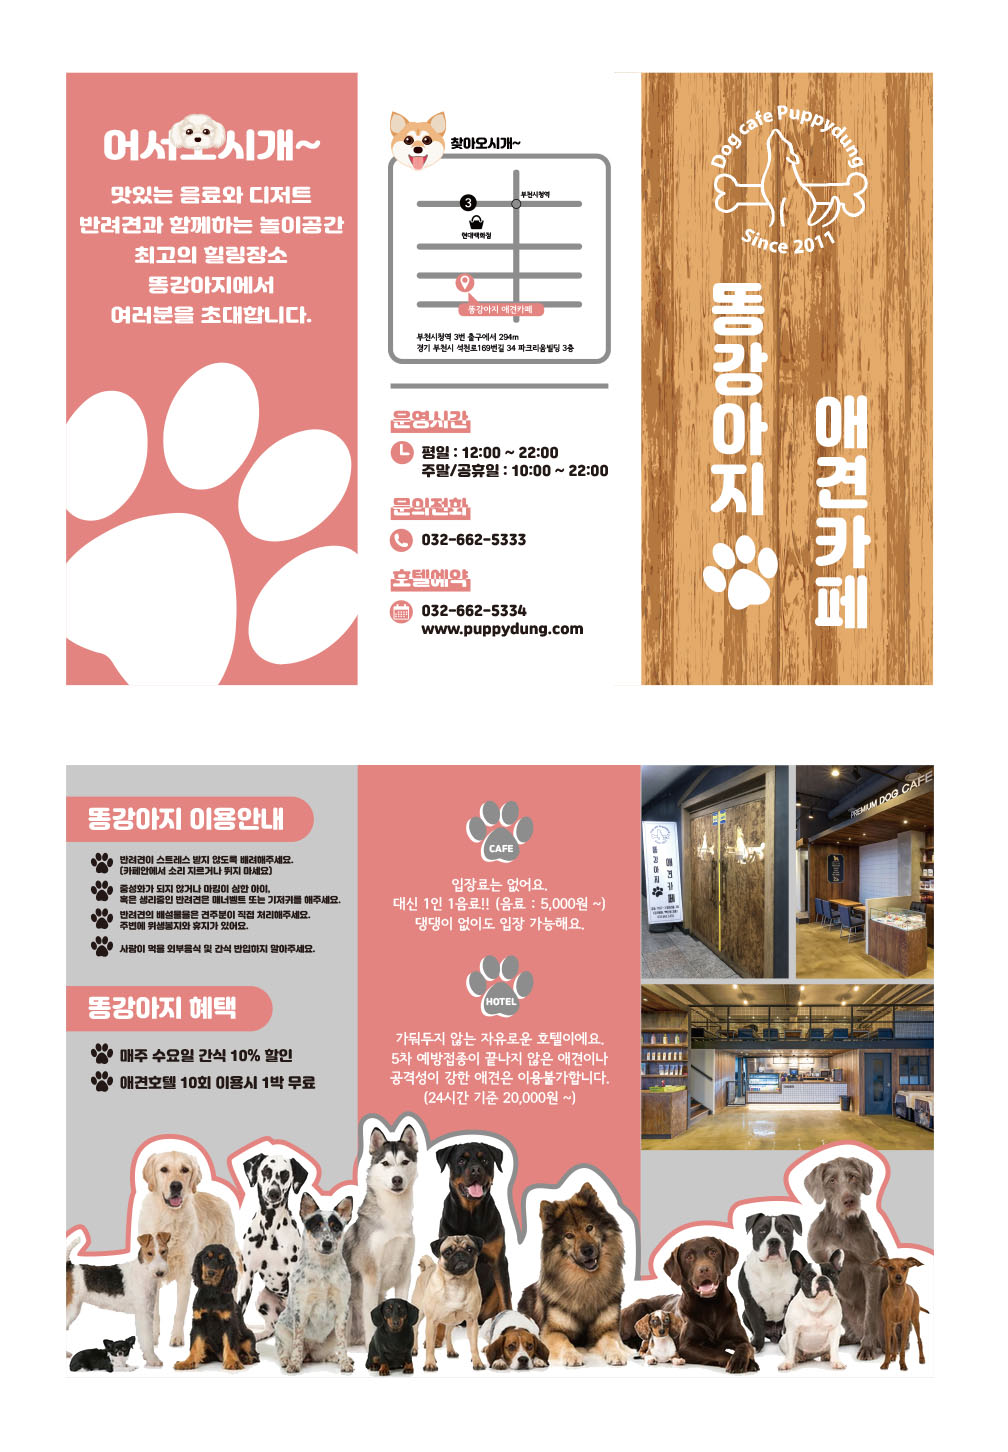 어서오시개~
맛있는 음료와 디저트
반려견과 함께하는 놀이공간
최고의 힐링장소
똥강아지에서
여러분을 초대합니다.
찾아오시개~
부천시청역
3
현대백화점
똥강아지 애견카페
부천시청역 3번 출구에서 294m
경기 부천시 석천로169번길 34 파크리움빌딩 3층
운영시간
평일 : 12:00 ~ 22:00
주말/공휴일 : 10:00 ~ 22:00
문의전화
032-662-5333
호텔예약
032-662-5334
www.puppydung.com
Dog cafe Puppydung
Since 2011
똥강아지
애견카페
똥강아지 이용안내
반려견이 스트레스 받지 않도록 배려해주세요.
(카페안에서 소리 지르거나 뛰지 마세요)
중성화가 되지 않거나 마킹이 심한 아이,
혹은 생리중인 반려견은 매너벨트 또는 기저귀를 해주세요.
반려견의 배설물은 견주분이 직접 처리해주세요.
주변에 위생봉지와 휴지가 있어요.
사람이 먹을 외부음식 및 간식 반입하지 말아주세요.
똥강아지 혜택
매주 수요일 간식 10% 할인
애견호텔 10회 이용시 1박 무료
CAFE
입장료는 없어요.
대신 1인 1음료!! (음료 : 5,000원 ~)
댕댕이 없이도 입장 가능해요.
HOTEL
가둬두지 않는 자유로운 호텔이에요.
5차 예방접종이 끝나지 않은 애견이나
공격성이 강한 애견은 이용불가합니다.
(24시간 기준 20,000원 ~)
똥강아지
애견카페
PREMIUM DOG CAFE